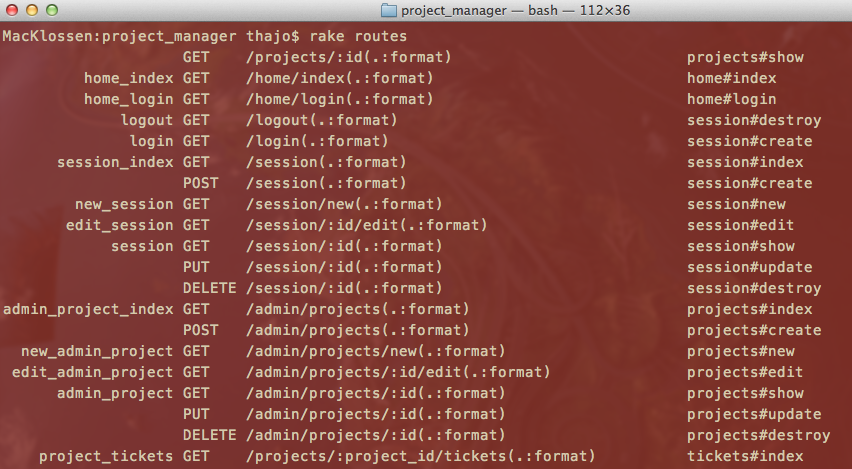 project_manager — bash — 112×36
MacKlossen:project_manager thajo$ rake routes
GET /projects/:id(.:format) projects#show
home_index GET /home/index(.:format) home#index
home_login GET /home/login(.:format) home#login
logout GET /logout(.:format) session#destroy
login GET /login(.:format) session#create
session_index GET /session(.:format) session#index
POST /session(.:format) session#create
new_session GET /session/new(.:format) session#new
edit_session GET /session/:id/edit(.:format) session#edit
session GET /session/:id(.:format) session#show
PUT /session/:id(.:format) session#update
DELETE /session/:id(.:format) session#destroy
admin_project_index GET /admin/projects(.:format) projects#index
POST /admin/projects(.:format) projects#create
new_admin_project GET /admin/projects/new(.:format) projects#new
edit_admin_project GET /admin/projects/:id/edit(.:format) projects#edit
admin_project GET /admin/projects/:id(.:format) projects#show
PUT /admin/projects/:id(.:format) projects#update
DELETE /admin/projects/:id(.:format) projects#destroy
project_tickets GET /projects/:project_id/tickets(.:format) tickets#index